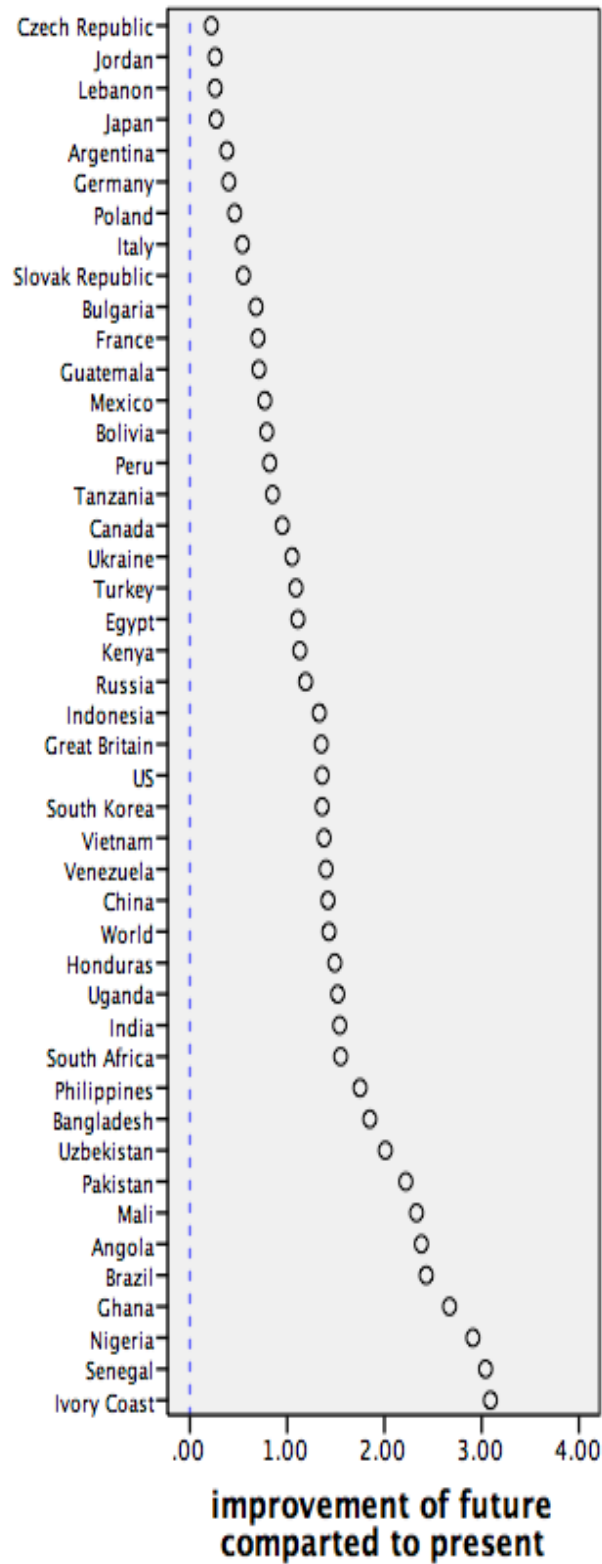 Czech Republic
Jordan
Lebanon
Japan
Argentina
Germany
Poland
Italy
Slovak Republic
Bulgaria
France
Guatemala
Mexico
Bolivia
Peru
Tanzania
Canada
Ukraine
Turkey
Egypt
Kenya
Russia
Indonesia
Great Britain
US
South Korea
Vietnam
Venezuela
China
World
Honduras
Uganda
India
South Africa
Philippines
Bangladesh
Uzbekistan
Pakistan
Mali
Angola
Brazil
Ghana
Nigeria
Senegal
Ivory Coast
.00 1.00 2.00 3.00 4.00
improvement of future
comparted to present